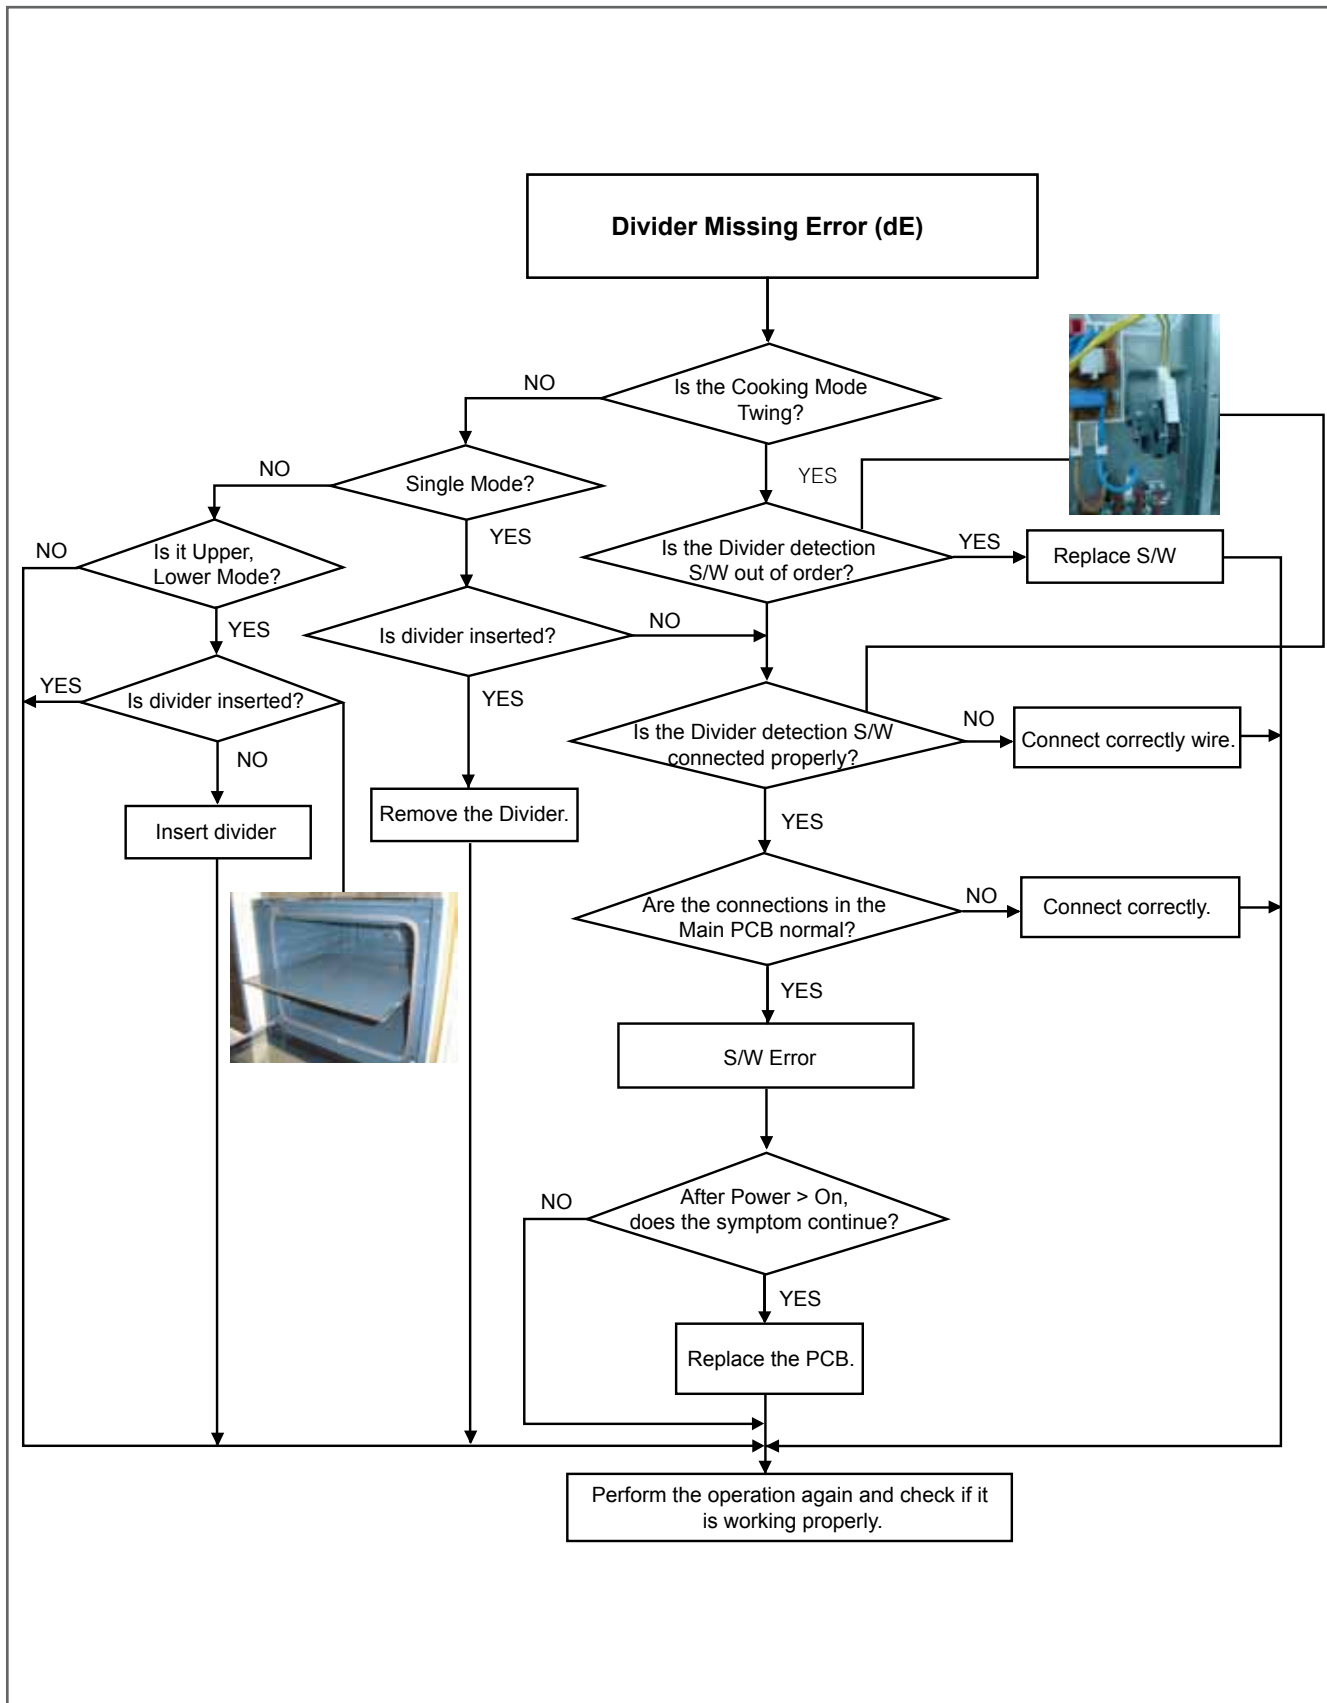 Divider Missing Error (dE)
NO
Is the Cooking Mode
Twing?
NO
Single Mode?
YES
NO
Is it Upper,
Lower Mode?
YES
Is the Divider detection
S/W out of order?
YES
Replace S/W
YES
Is divider inserted?
NO
YES
Is divider inserted?
YES
Is the Divider detection S/W
connected properly?
NO
Connect correctly wire.
NO
Insert divider
Remove the Divider.
YES
Are the connections in the
Main PCB normal?
NO
Connect correctly.
YES
S/W Error
NO
After Power > On,
does the symptom continue?
YES
Replace the PCB.
Perform the operation again and check if it
is working properly.